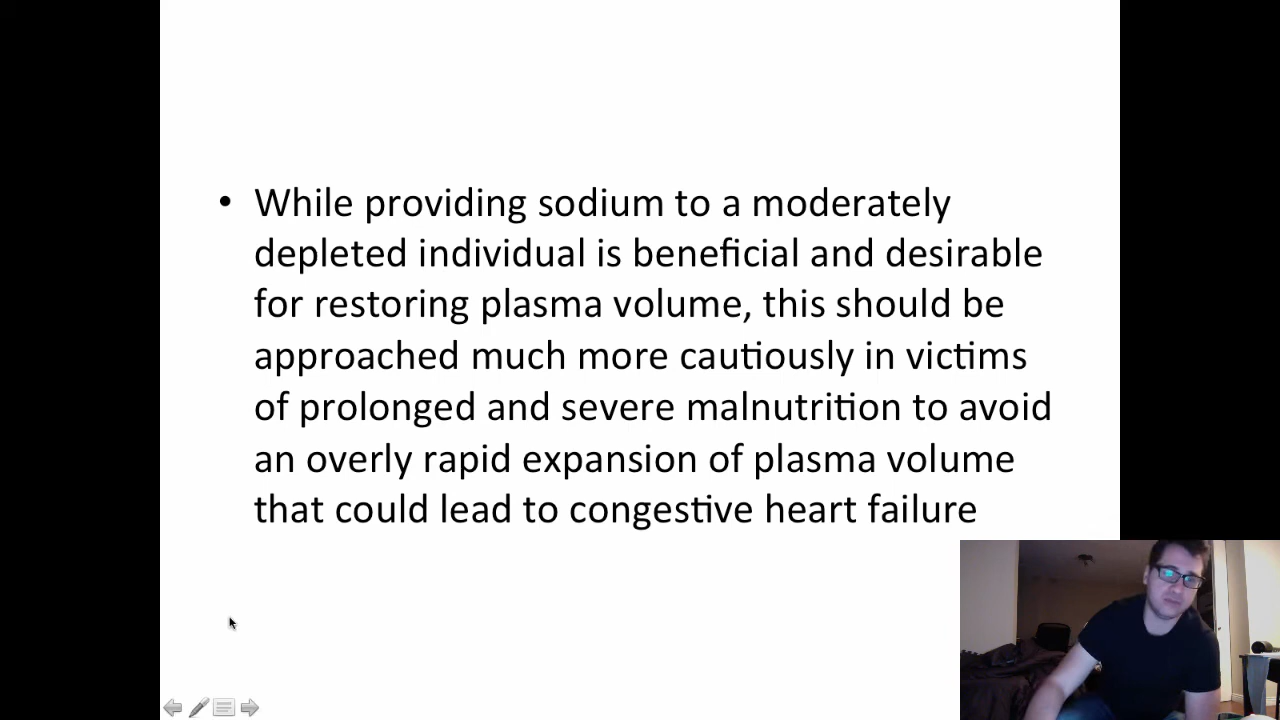 • While providing sodium to a moderately
depleted individual is beneficial and desirable
for restoring plasma volume, this should be
approached much more cautiously in victims
of prolonged and severe malnutrition to avoid
an overly rapid expansion of plasma volume
that could lead to congestive heart failure